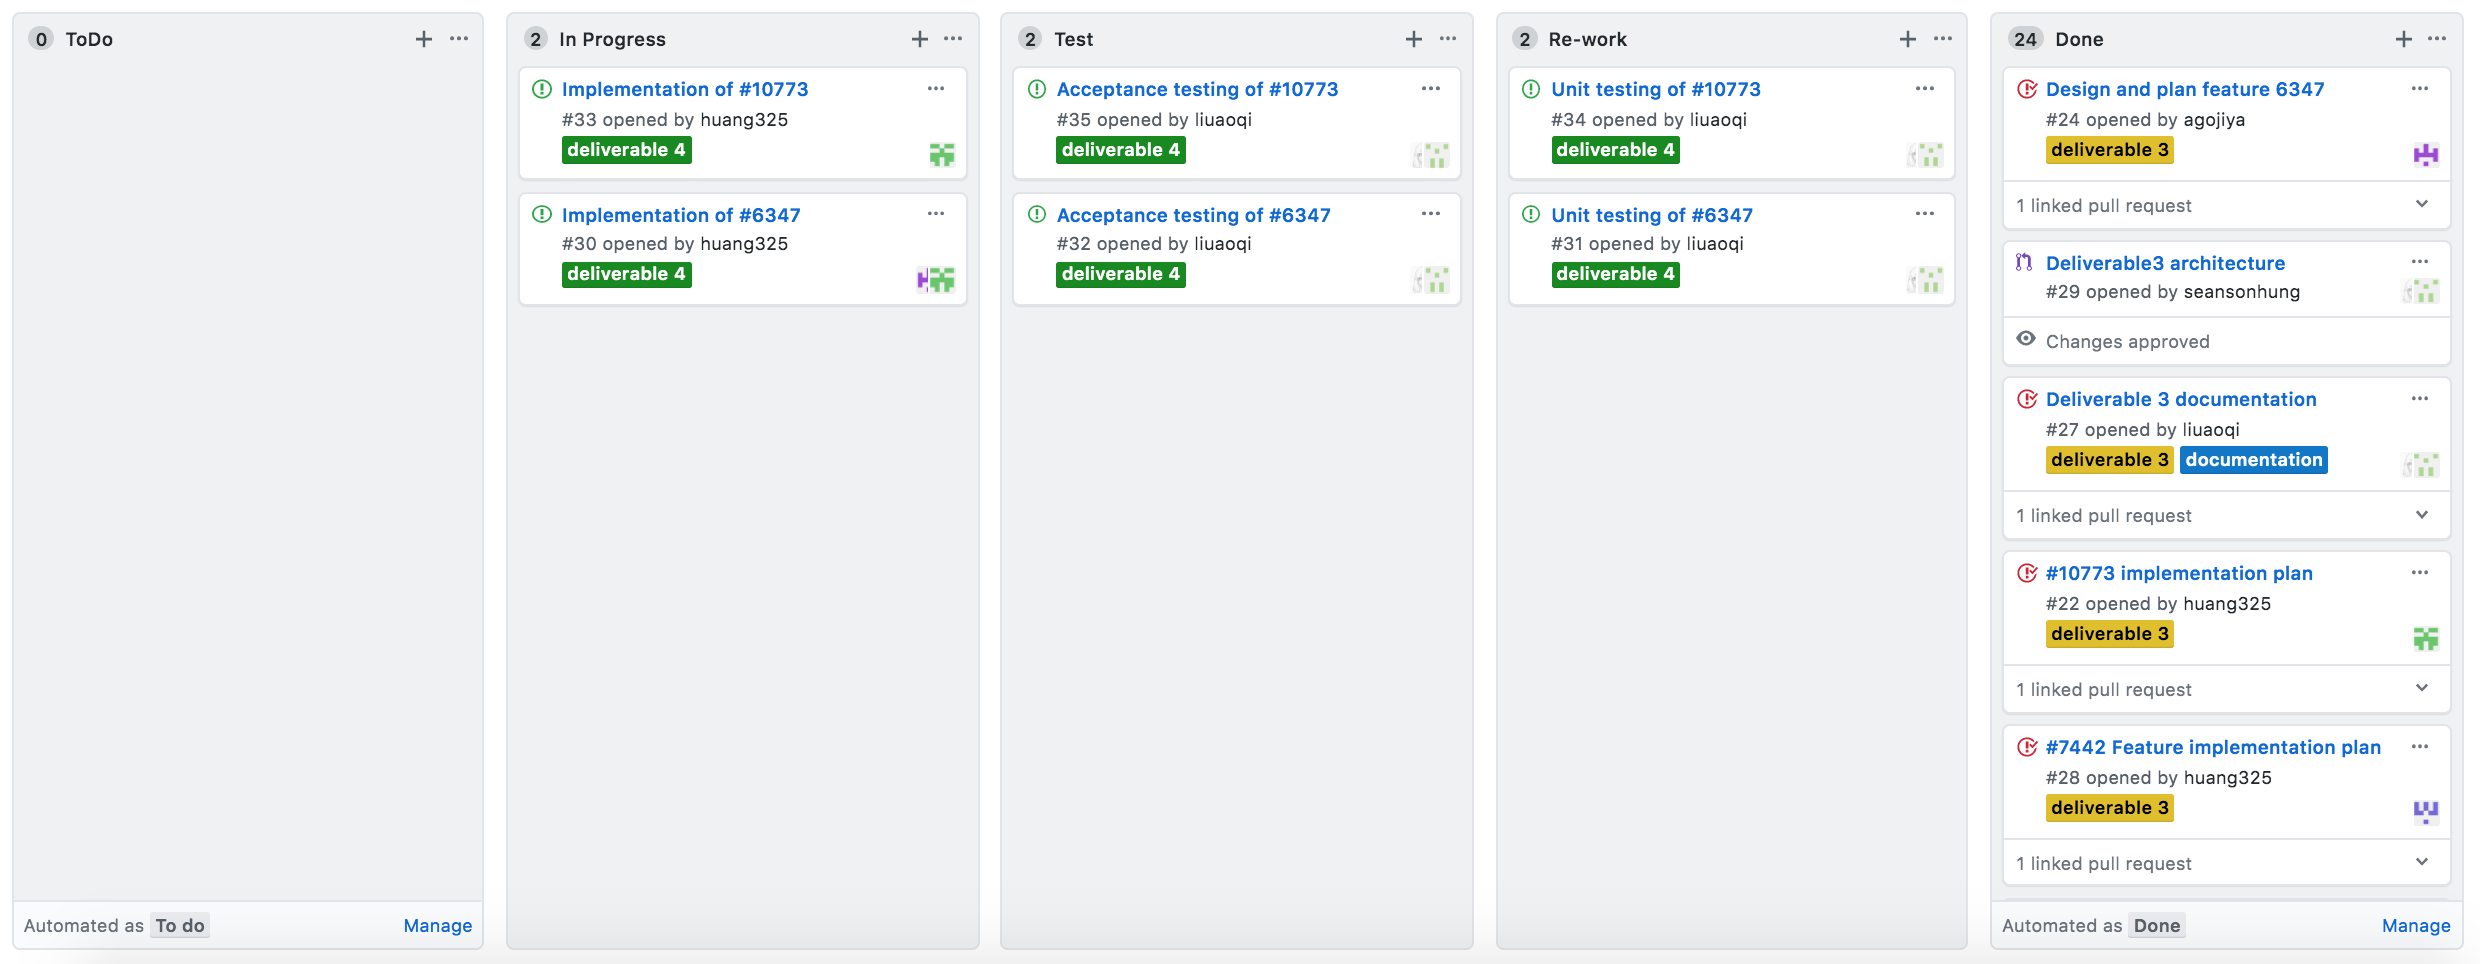 0 ToDo
2 In Progress
Implementation of #10773
#33 opened by huang325
deliverable 4
Implementation of #6347
#30 opened by huang325
deliverable 4
2 Test
Acceptance testing of #10773
#35 opened by liuaoqi
deliverable 4
Acceptance testing of #6347
#32 opened by liuaoqi
deliverable 4
2 Re-work
Unit testing of #10773
#34 opened by liuaoqi
deliverable 4
Unit testing of #6347
#31 opened by liuaoqi
deliverable 4
24 Done
Design and plan feature 6347
#24 opened by agojiya
deliverable 3
1 linked pull request
Deliverable3 architecture
#29 opened by seansonhung
Changes approved
Deliverable 3 documentation
#27 opened by liuaoqi
deliverable 3 documentation
1 linked pull request
#10773 implementation plan
#22 opened by huang325
deliverable 3
1 linked pull request
#7442 Feature implementation plan
#28 opened by huang325
deliverable 3
1 linked pull request
Automated as To do Manage
Automated as Done Manage